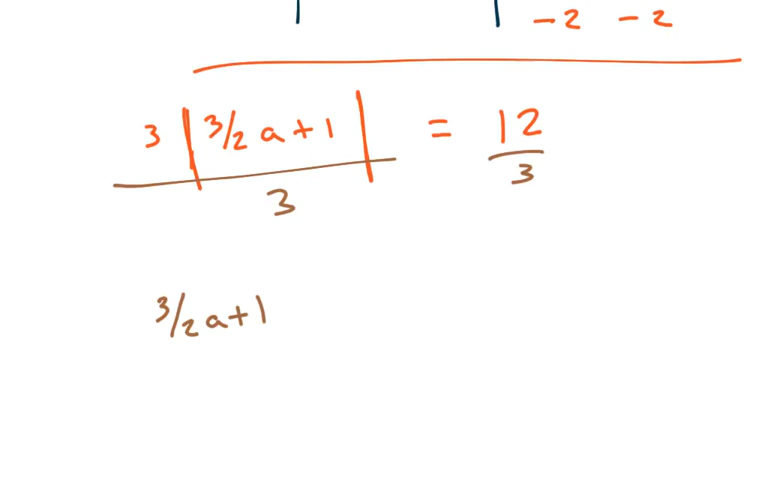 -2 -2
3 | 3/2 a + 1 | = 12
3 3
3/2 a + 1